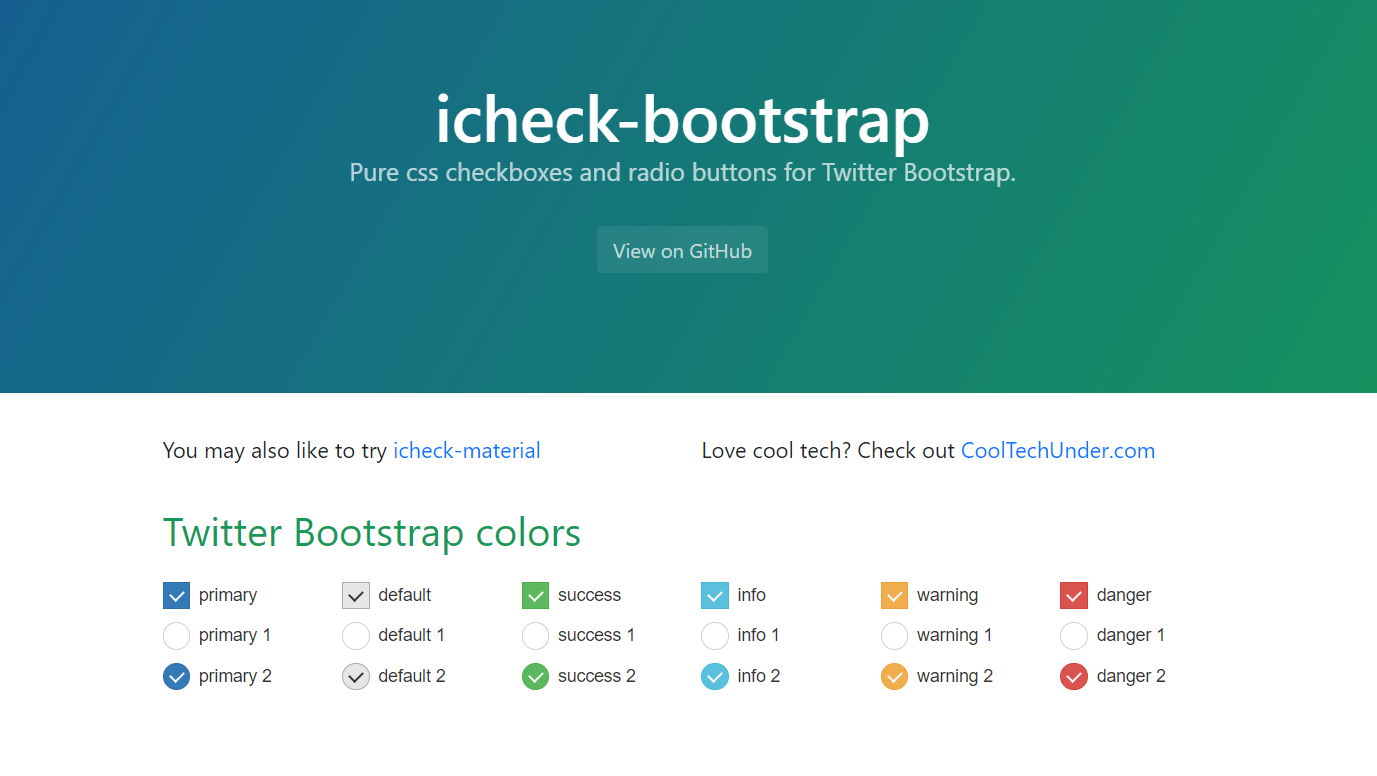 icheck-bootstrap
Pure css checkboxes and radio buttons for Twitter Bootstrap.
View on GitHub
You may also like to try icheck-material
Love cool tech? Check out CoolTechUnder.com
Twitter Bootstrap colors
primary default success info warning danger
primary 1 default 1 success 1 info 1 warning 1 danger 1
primary 2 default 2 success 2 info 2 warning 2 danger 2